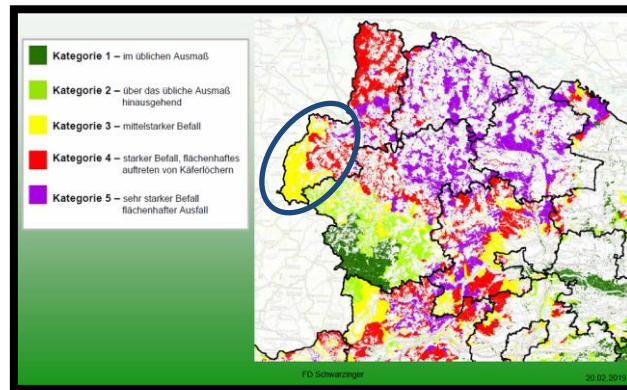 Kategorie 1 – im üblichen Ausmaß
Kategorie 2 – über das übliche Ausmaß
hinausgehend
Kategorie 3 – mittelstarker Befall
Kategorie 4 – starker Befall, flächenhaftes
auftreten von Käferlöchern
Kategorie 5 – sehr starker Befall
flächenhafter Ausfall
FD Schwarzinger
20.02.2019